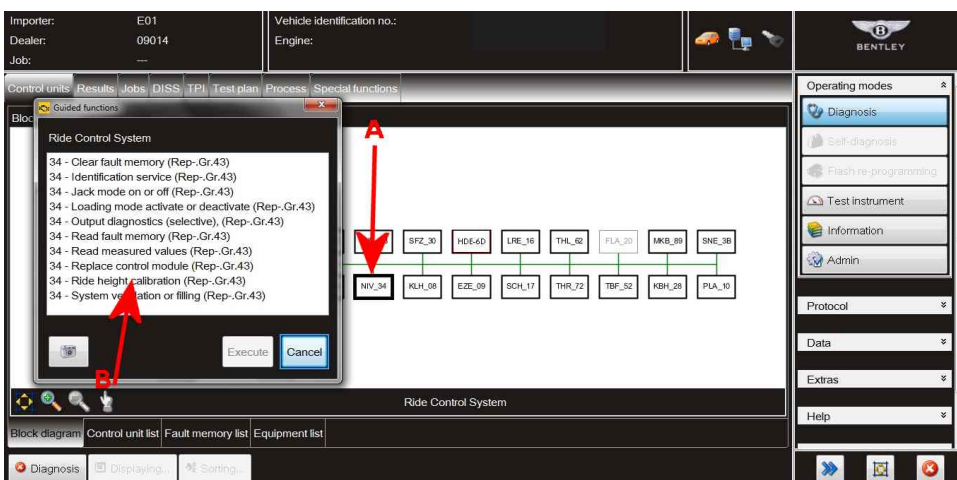 Importer: E01 Vehicle identification no.:
Dealer: 09014 Engine:
Job: ---
BENTLEY
Control units Results Jobs DISS TPI Test plan Process Special functions
Guided functions
Ride Control System
34 - Clear fault memory (Rep-.Gr.43)
34 - Identification service (Rep-.Gr.43)
34 - Jack mode on or off (Rep-.Gr.43)
34 - Loading mode activate or deactivate (Rep-.Gr.43)
34 - Output diagnostics (selective), (Rep-.Gr.43)
34 - Read fault memory (Rep-.Gr.43)
34 - Read measured values (Rep-.Gr.43)
34 - Replace control module (Rep-.Gr.43)
34 - Ride height calibration (Rep-.Gr.43)
34 - System or filling (Rep-.Gr.43)
Execute Cancel
A
B
SFZ_30 HDE-6D LRE_16 THL_62 FLA_20 MKB_89 SNE_3B
NIV_34 KLH_08 EZE_09 SCH_17 THR_72 TBF_52 KBH_28 PLA_10
Ride Control System
Block diagram Control unit list Fault memory list Equipment list
Diagnosis Displaying... Sorting...
Operating modes
Diagnosis
Self-diagnosis
Flash re-programming
Test instrument
Information
Admin
Protocol
Data
Extras
Help